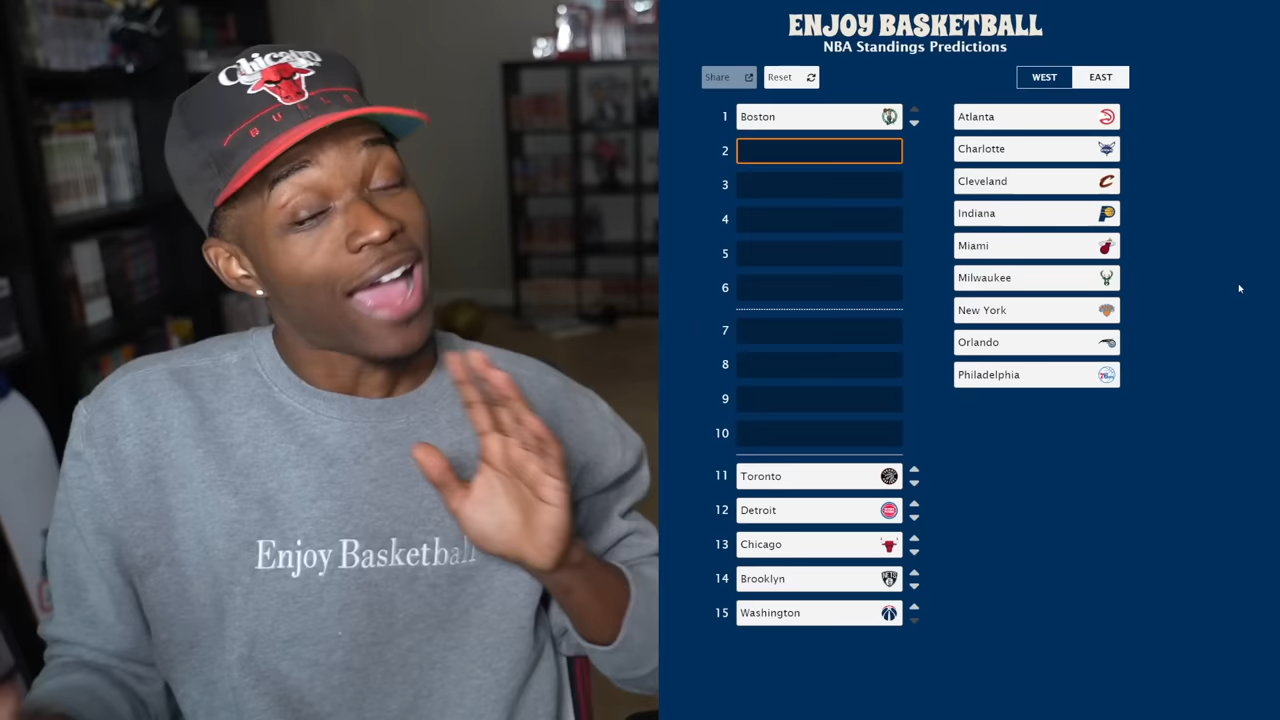 Chicago
BULLS
Enjoy Basketball
ENJOY BASKETBALL
NBA Standings Predictions
Share
Reset
WEST
EAST
1 Boston
2
3
4
5
6
7
8
9
10
11 Toronto
12 Detroit
13 Chicago
14 Brooklyn
15 Washington
Atlanta
Charlotte
Cleveland
Indiana
Miami
Milwaukee
New York
Orlando
Philadelphia